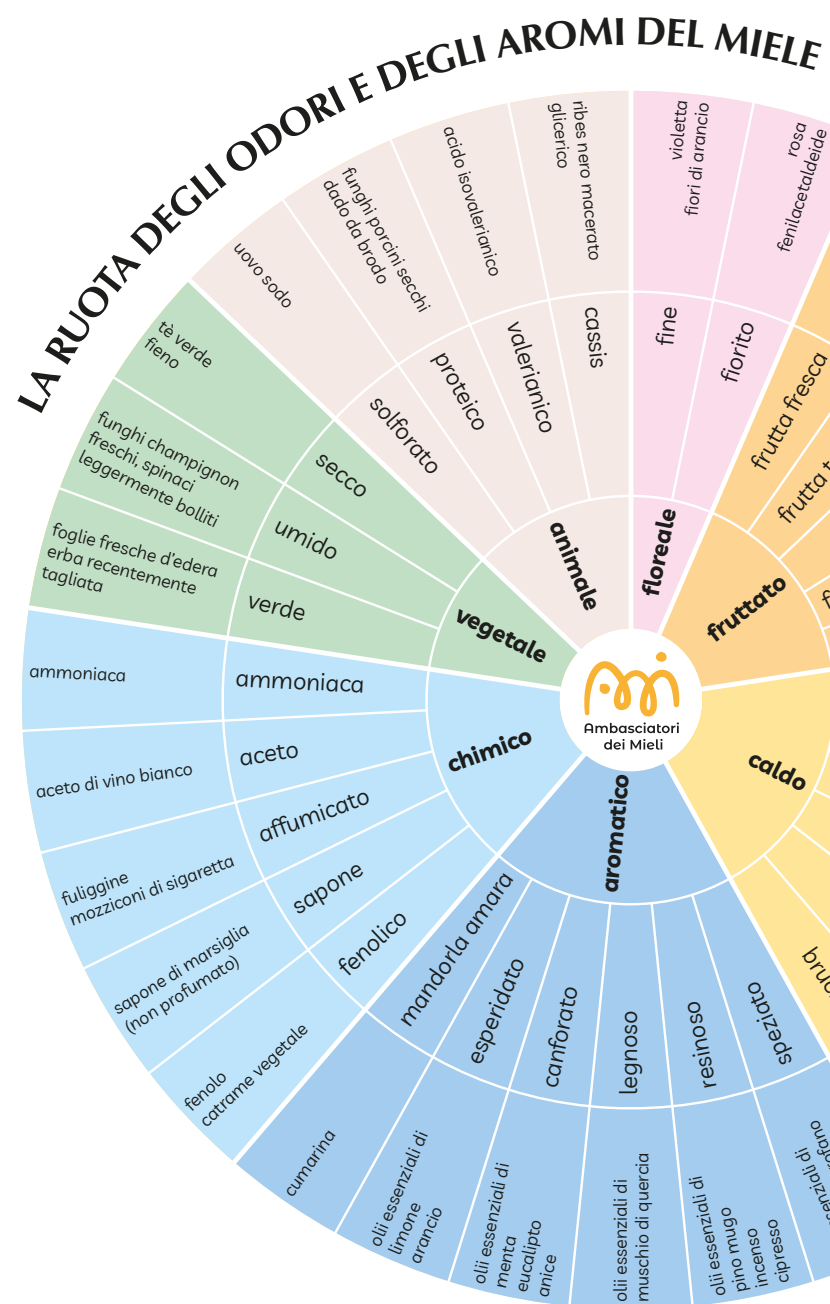 LA RUOTA DEGLI ODORI E DEGLI AROMI DEL MIELE
Ambasciatori
dei Mieli
floreale
fine
violetta
fiori di arancio
fiorito
rosa
fenilacetaldeide
fruttato
frutta fresca
frutta
caldo
aromatico
speziato
resinoso
olii essenziali di
pino mugo
incenso
cipresso
legnoso
olii essenziali di
muschio di quercia
canforato
olii essenziali di
menta
eucalipto
anice
esperidato
olii essenziali di
limone
arancio
mandorla amara
cumarina
chimico
fenolico
fenolo
catrame vegetale
sapone
sapone di marsiglia
(non profumato)
affumicato
fuliggine
mozziconi di sigaretta
aceto
aceto di vino bianco
ammoniaca
ammoniaca
vegetale
verde
foglie fresche d'edera
erba recentemente
tagliata
umido
funghi champignon
freschi, spinaci
leggermente bolliti
secco
tè verde
fieno
animale
solforato
uovo sodo
proteico
funghi porcini secchi
dado da brodo
valerianico
acido isovalerianico
cassis
ribes nero macerato
glicerico